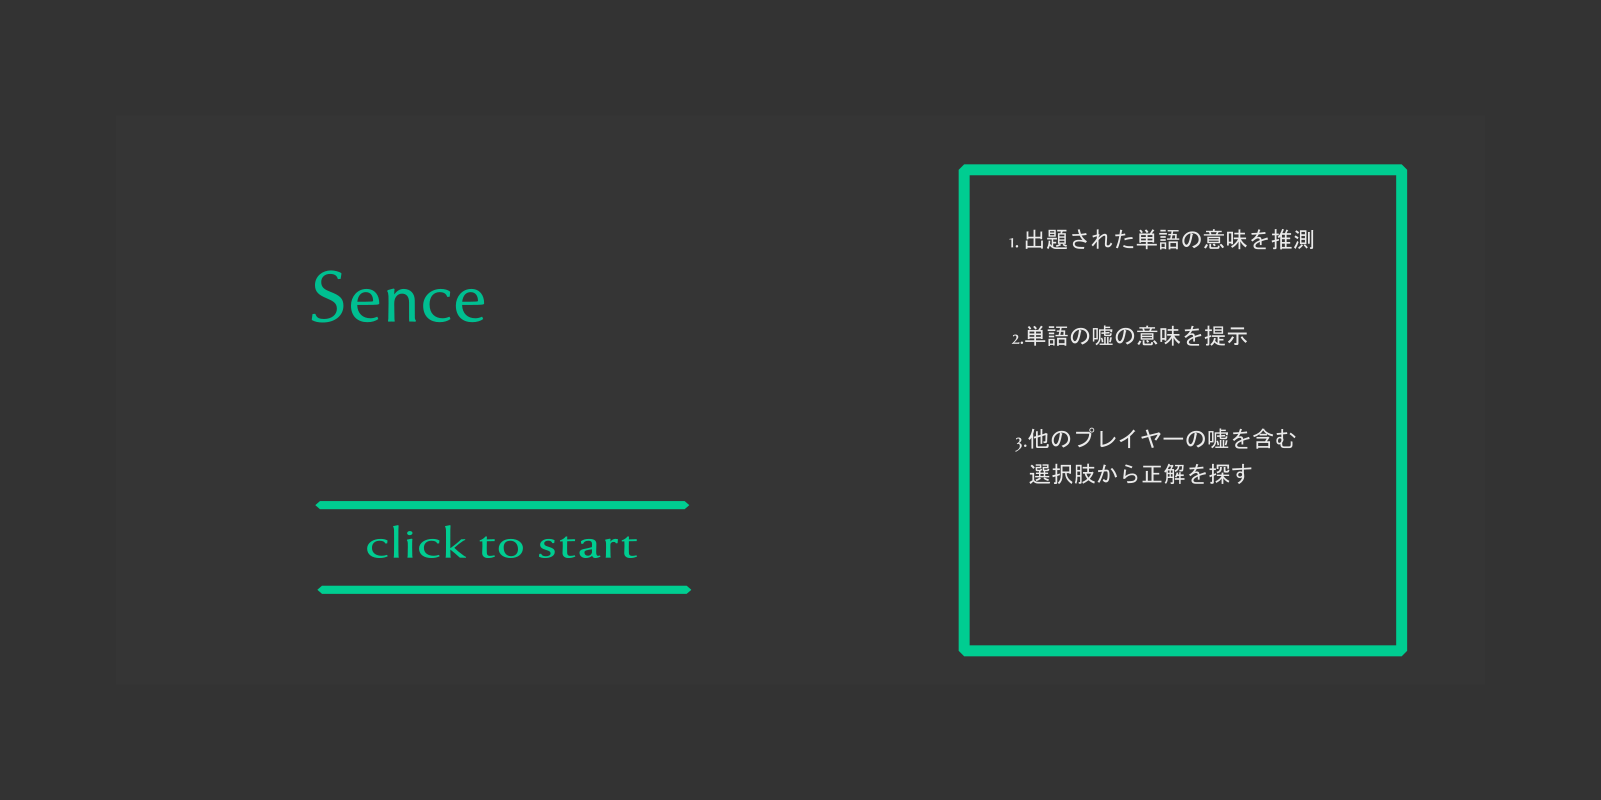 Sence
click to start
1. 出題された単語の意味を推測
2.単語の嘘の意味を提示
3.他のプレイヤーの嘘を含む
選択肢から正解を探す